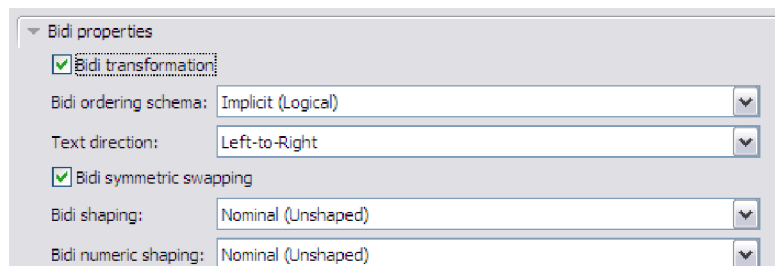 Bidi properties
Bidi transformation
Bidi ordering schema: Implicit (Logical)
Text direction: Left-to-Right
Bidi symmetric swapping
Bidi shaping: Nominal (Unshaped)
Bidi numeric shaping: Nominal (Unshaped)